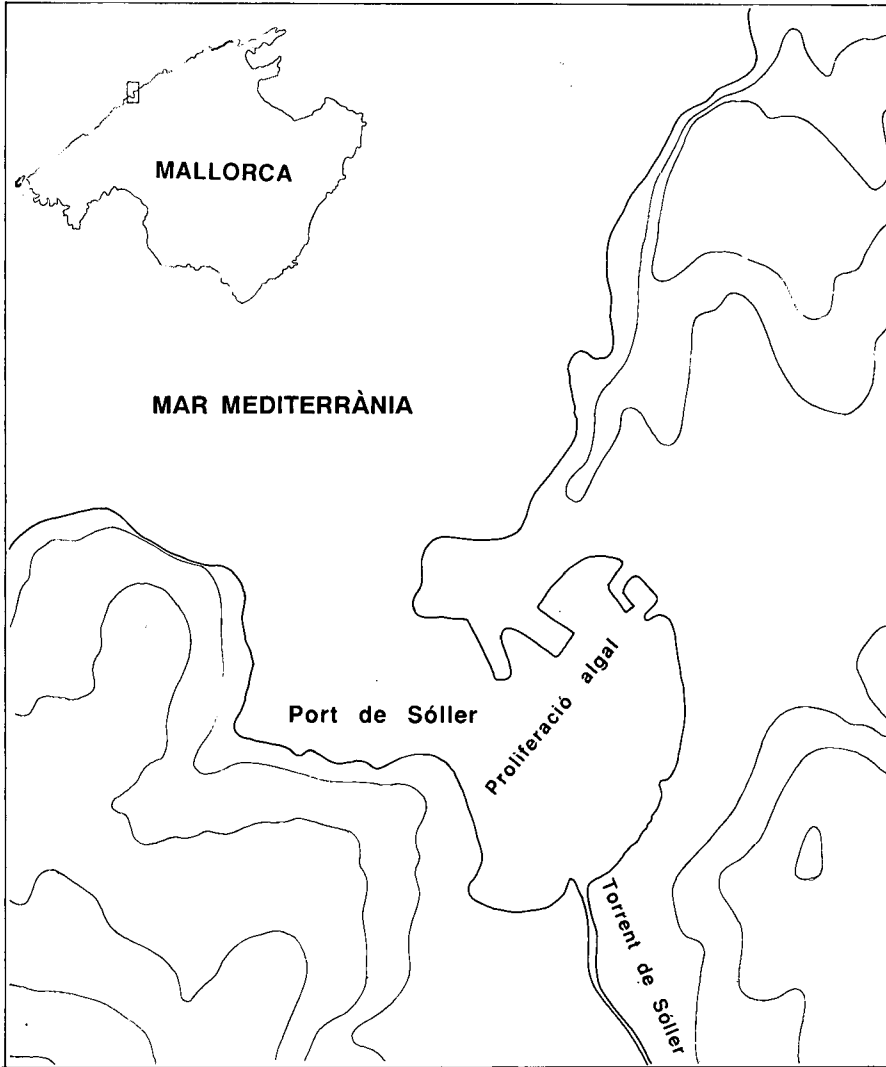 MALLORCA
MAR MEDITERRÀNIA
Port de Sóller
Proliferació algal
Torrent de Sóller